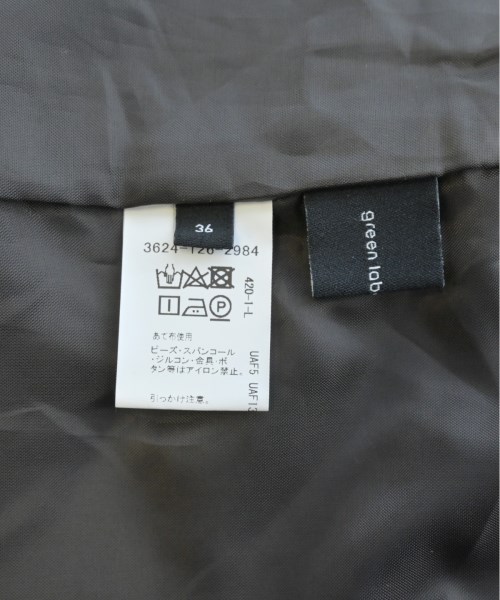 36
3624-126-2984
420-1-L
あて布使用
ビーズ・スパンコール
・ジルコン・金具・ボ
タン等はアイロン禁止。
引っかけ注意。
UAF5 UAF13
green lab